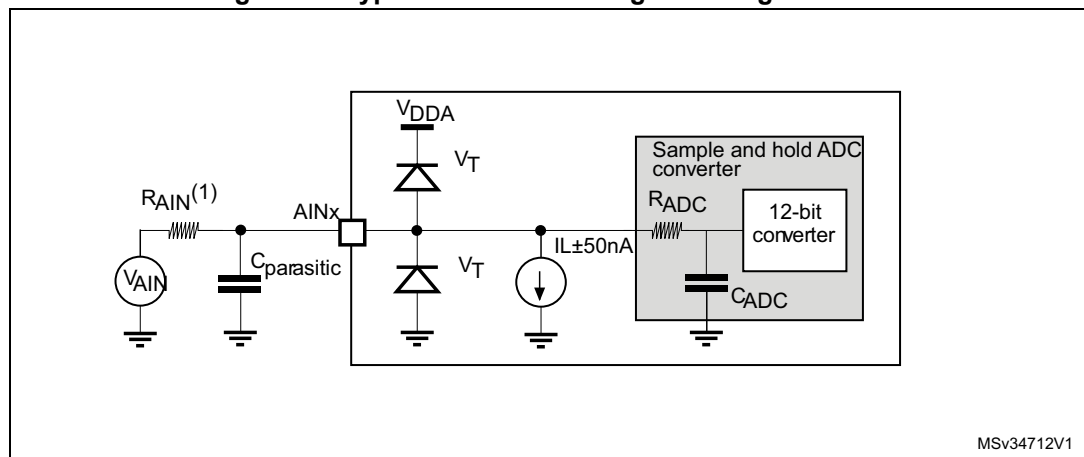 VDDA
Sample and hold ADC
converter
VT
RAIN(1)
AINx
RADC
12-bit
converter
IL±50nA
VAIN
Cparasitic
VT
CADC
MSv34712V1